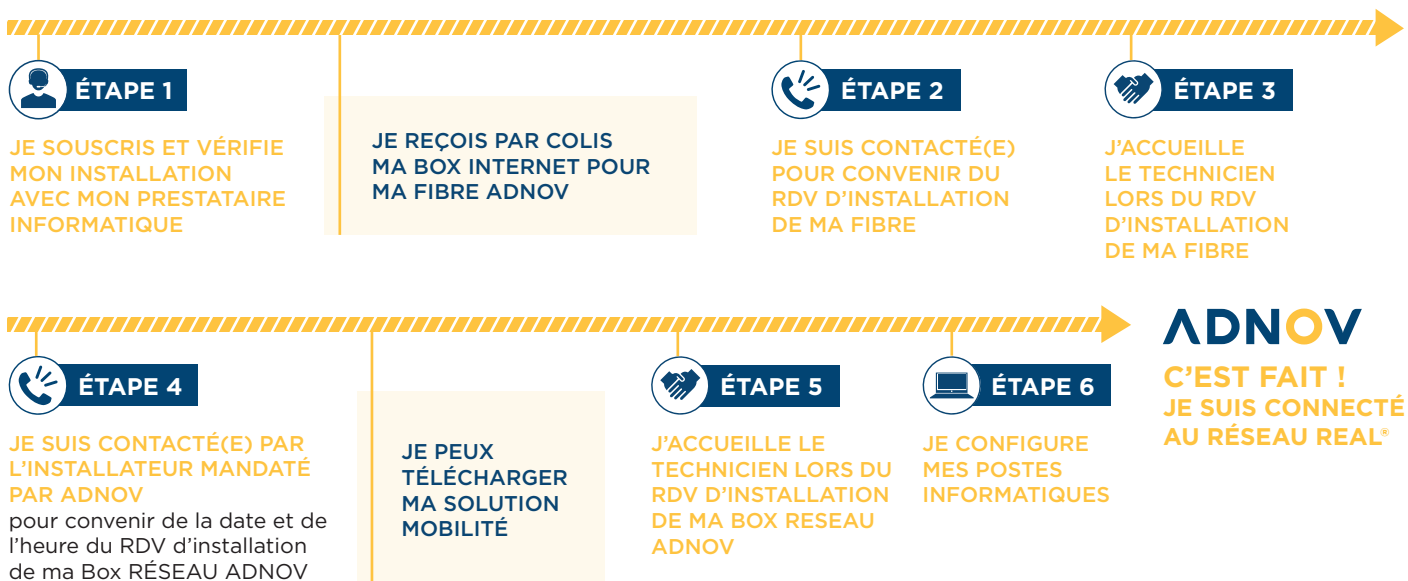 ÉTAPE 1
JE SOUSCRIS ET VÉRIFIE
MON INSTALLATION
AVEC MON PRESTATAIRE
INFORMATIQUE
JE REÇOIS PAR COLIS
MA BOX INTERNET POUR
MA FIBRE ADNOV
ÉTAPE 2
JE SUIS CONTACTÉ(E)
POUR CONVENIR DU
RDV D'INSTALLATION
DE MA FIBRE
ÉTAPE 3
J'ACCUEILLE
LE TECHNICIEN
LORS DU RDV
D'INSTALLATION
DE MA FIBRE
ÉTAPE 4
JE SUIS CONTACTÉ(E) PAR
L'INSTALLATEUR MANDATÉ
PAR ADNOV
pour convenir de la date et de
l'heure du RDV d'installation
de ma Box RÉSEAU ADNOV
JE PEUX
TÉLÉCHARGER
MA SOLUTION
MOBILITÉ
ÉTAPE 5
J'ACCUEILLE LE
TECHNICIEN LORS DU
RDV D'INSTALLATION
DE MA BOX RESEAU
ADNOV
ÉTAPE 6
JE CONFIGURE
MES POSTES
INFORMATIQUES
ADNOV
C'EST FAIT !
JE SUIS CONNECTÉ
AU RÉSEAU REAL®